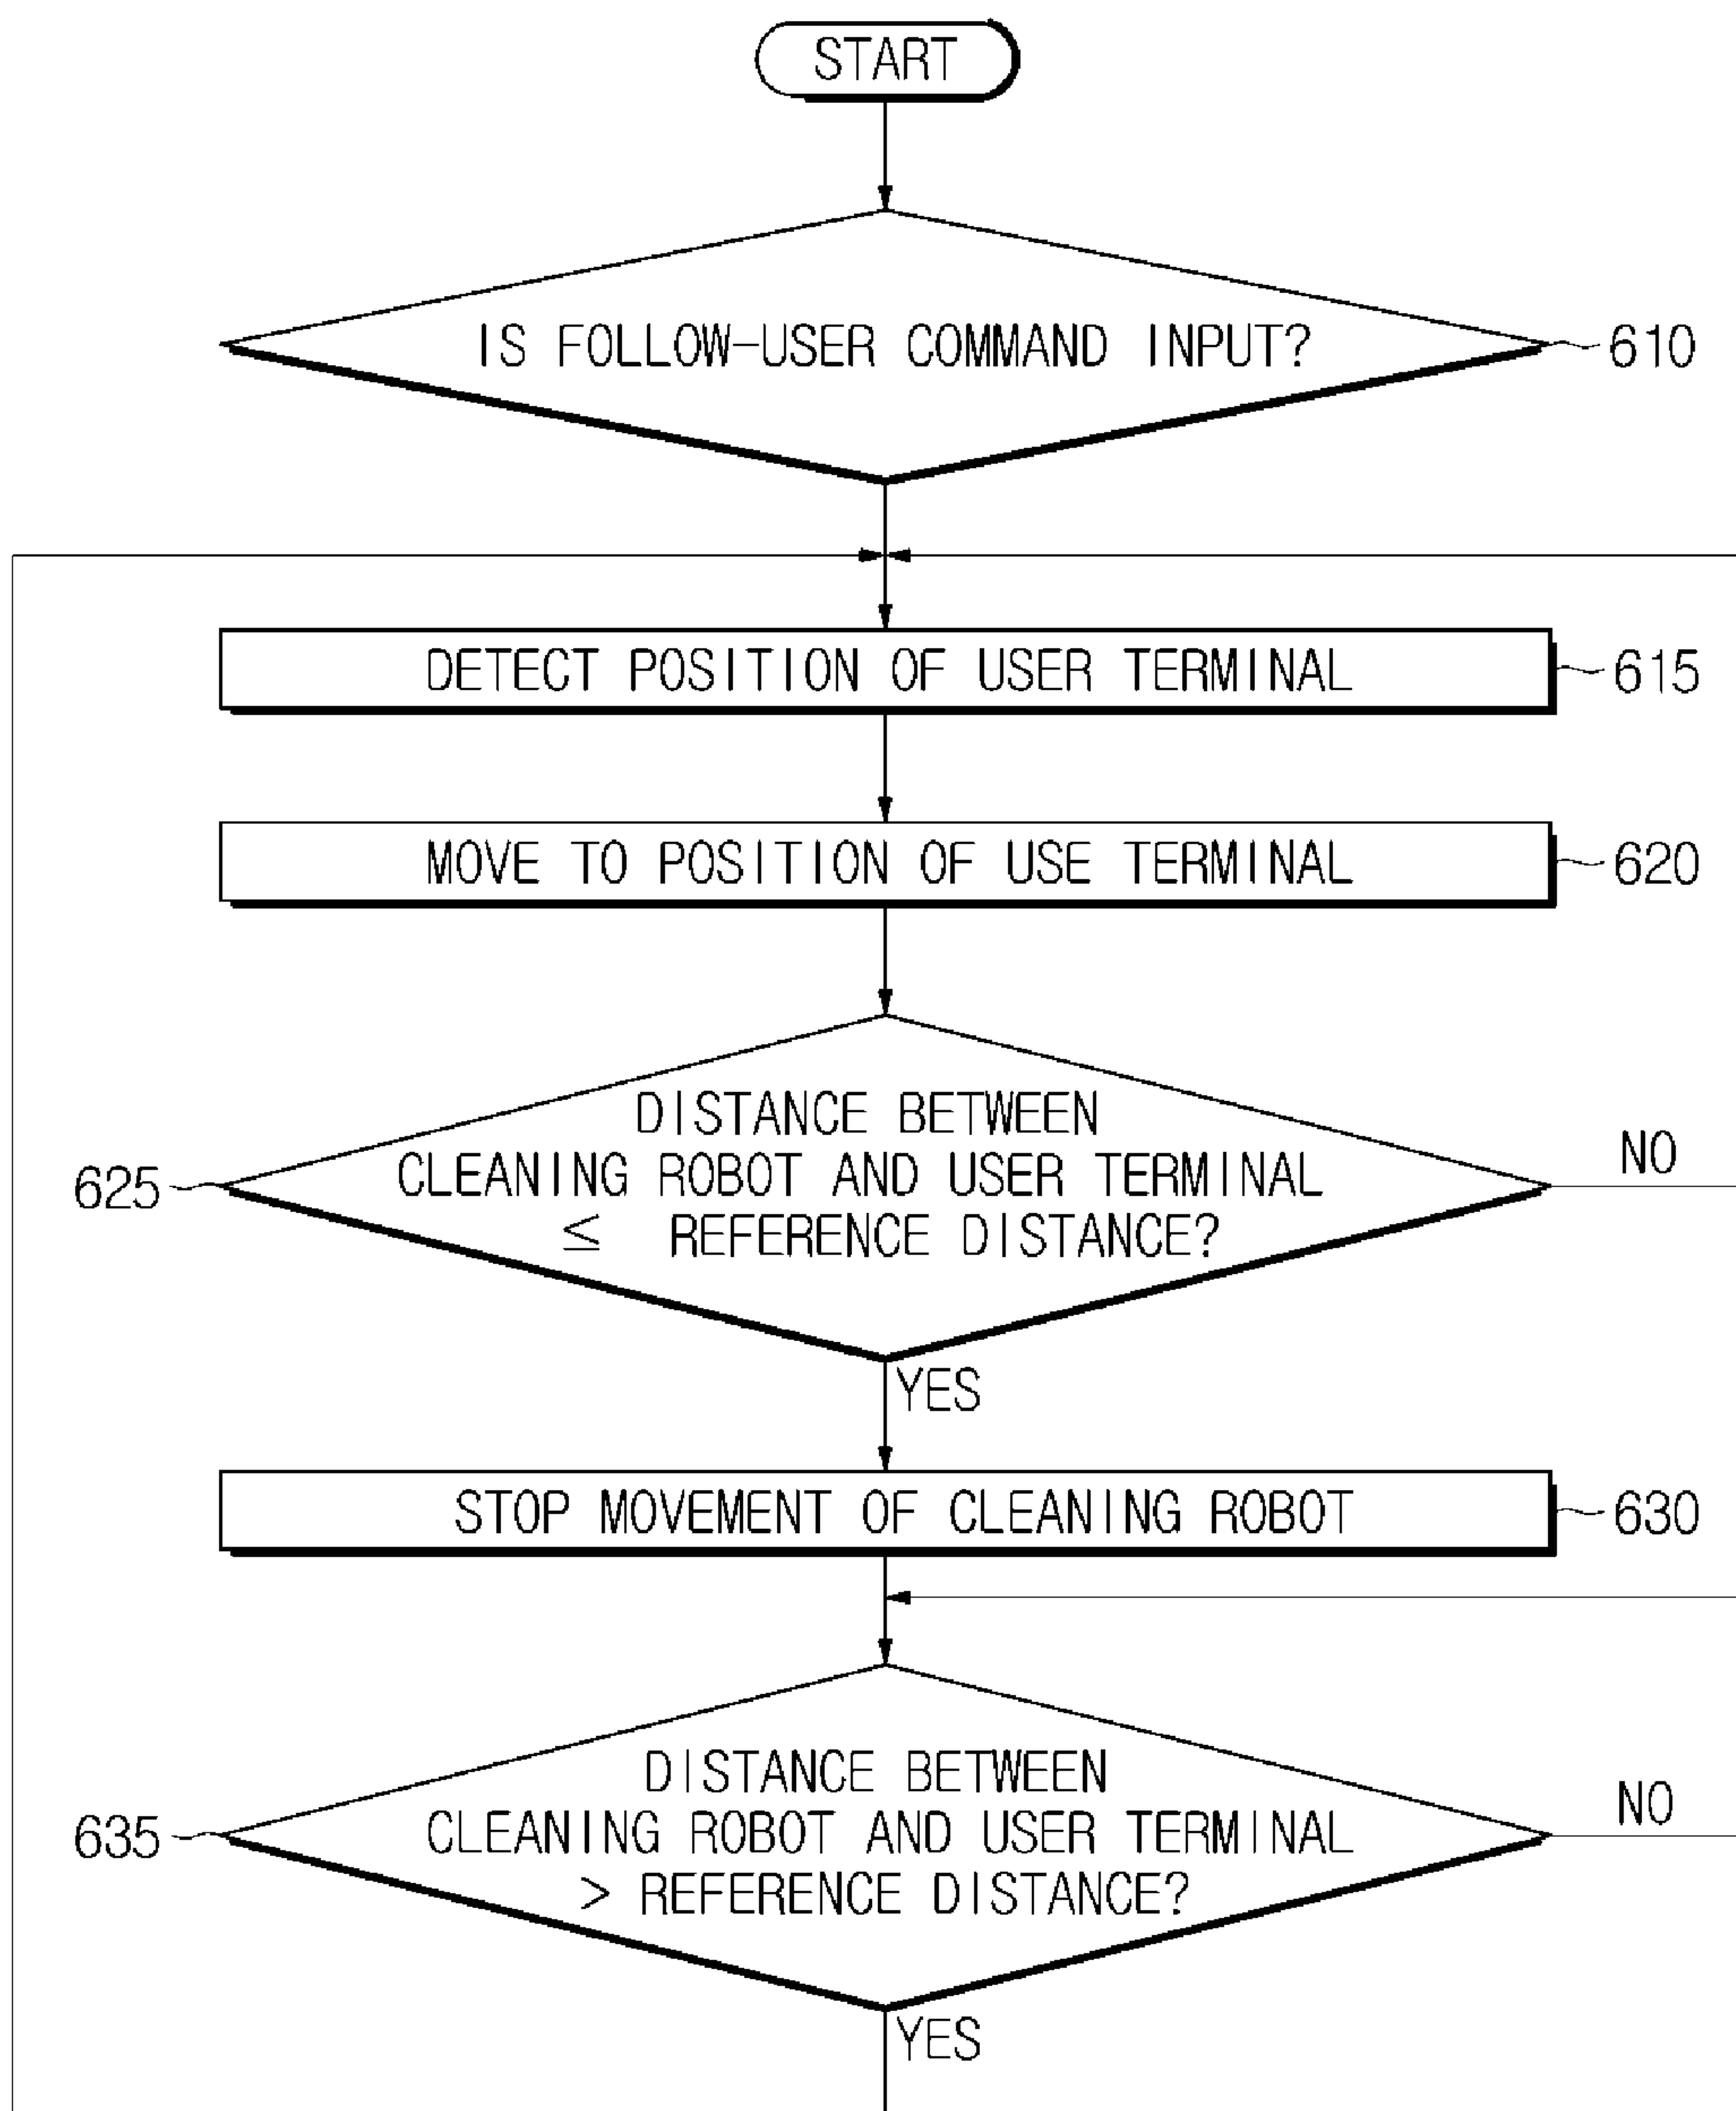 START
IS FOLLOW-USER COMMAND INPUT?
610
DETECT POSITION OF USER TERMINAL
615
MOVE TO POSITION OF USE TERMINAL
620
DISTANCE BETWEEN
CLEANING ROBOT AND USER TERMINAL
≤ REFERENCE DISTANCE?
625
NO
YES
STOP MOVEMENT OF CLEANING ROBOT
630
DISTANCE BETWEEN
CLEANING ROBOT AND USER TERMINAL
> REFERENCE DISTANCE?
635
NO
YES